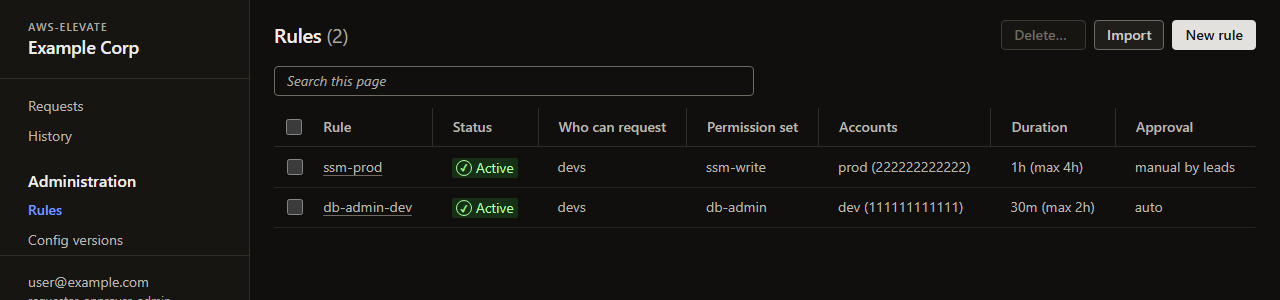 AWS-ELEVATE
Example Corp
Requests
History
Administration
Rules
Config versions
user@example.com
requester approver admin
Rules (2)
Delete... Import New rule
Search this page
Rule Status Who can request Permission set Accounts Duration Approval
ssm-prod Active devs ssm-write prod (222222222222) 1h (max 4h) manual by leads
db-admin-dev Active devs db-admin dev (111111111111) 30m (max 2h) auto